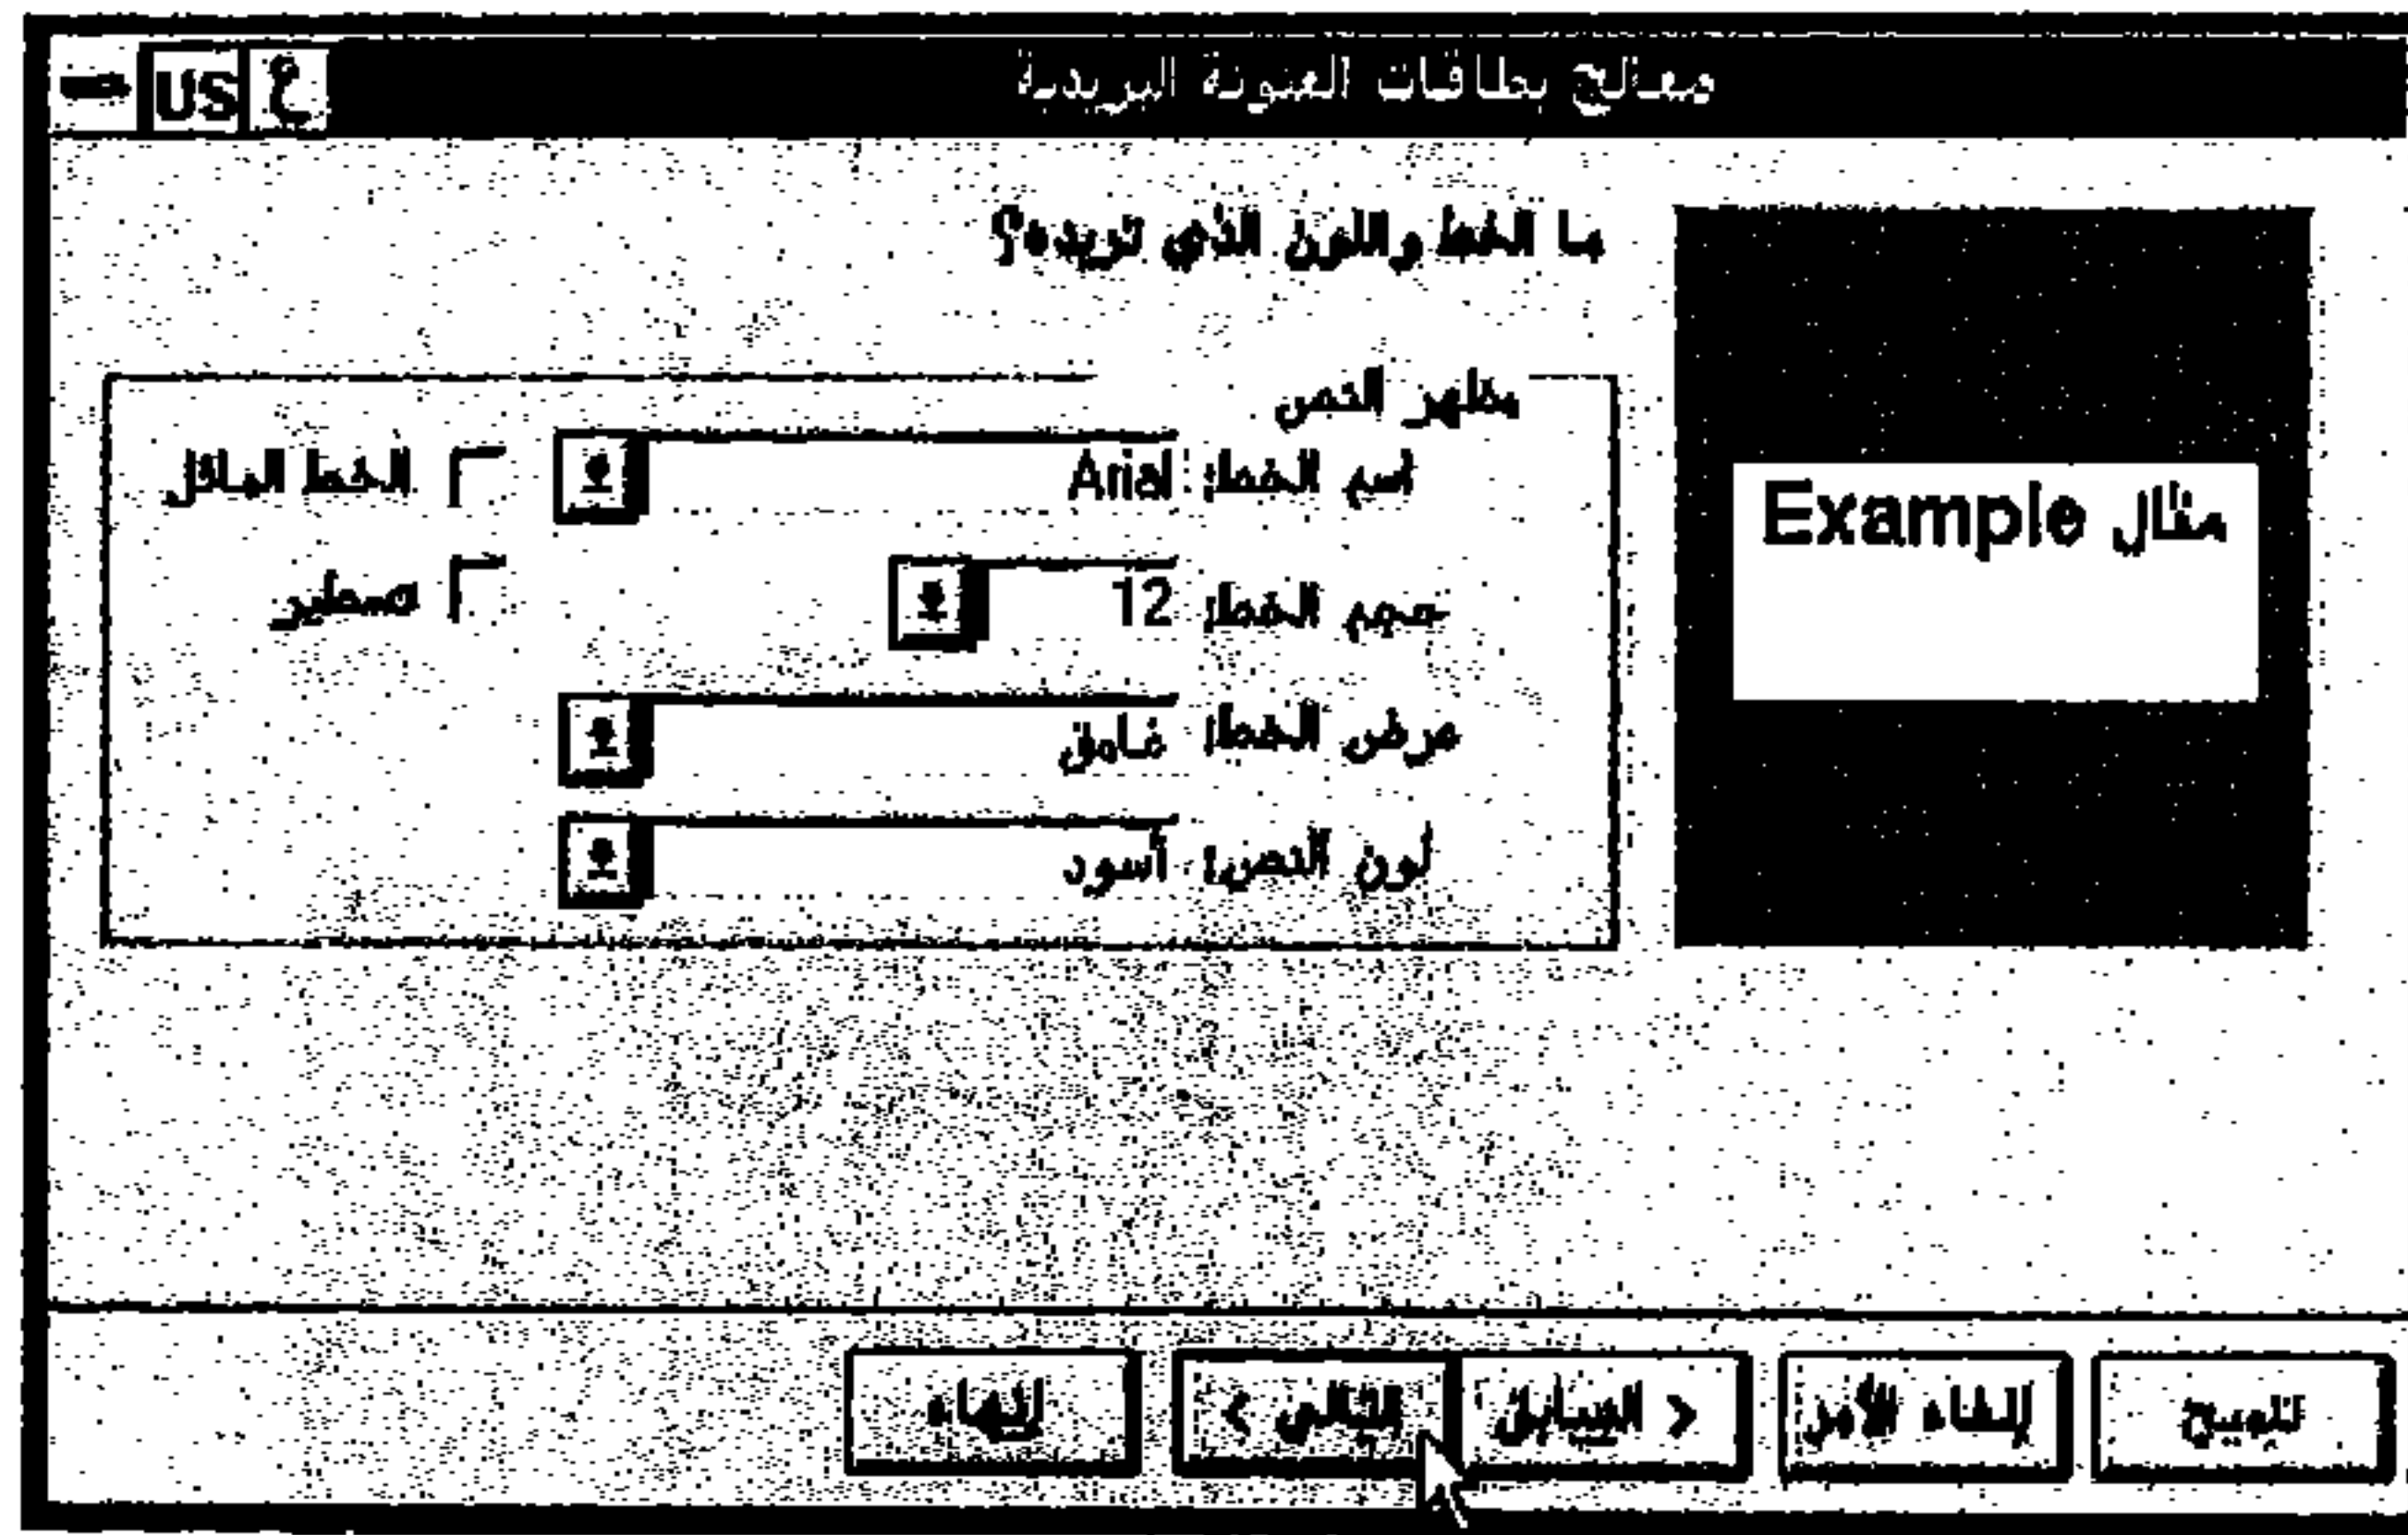 معالج بطاقات العنونة البريدية
US ع
ما الخط واللون الذي تريده؟
مثال Example
مظهر النص
اسم الخط: Arial
الخط المائل
حجم الخط: 12
تسطير
عرض الخط: غامق
لون النص: أسود
تلميح
إلغاء الأمر
< السابق
التالي >
إنهاء